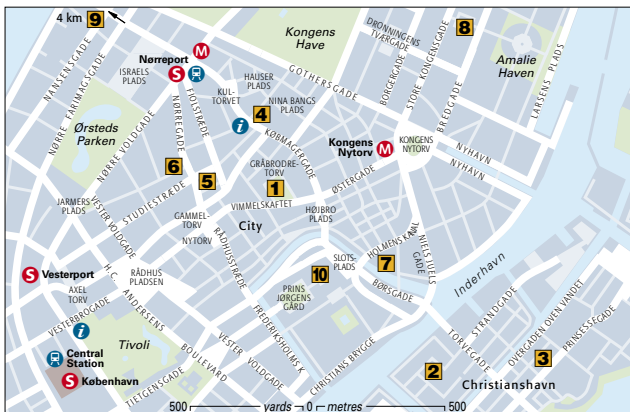 9
4 km
NANSENSGADE
Nørreport
M
S
ISRAELS
PLADS
NØRRE FARIMAGSGADE
Ørsteds
Parken
NØRRE VOLDGADE
NØRREGADE
FIOLSTRÆDE
KUL-
TORVET
HAUSER
PLADS
NINA BANGS
PLADS
4
i
KØBMAGERGADE
Kongens
Have
GOTHERSGADE
DRONNINGENS
TVÆRGADE
BORGERGADE
STORE KONGENSGADE
8
BREDGADE
Amalie
Haven
LARSENS PLADS
Kongens
Nytorv
M
KONGENS
NYTORV
NYHAVN
NYHAVN
6
5
GRÅBRODRE-
TORV
1
ØSTERGADE
JARMERS
PLADS
STUDIESTRÆDE
VIMMELSKAFTET
City
HØJBRO
PLADS
VESTER VOLDGADE
GAMMEL-
TORV
NYTORV
RÅDHUSSTRÆDE
HOLMENS KANAL
NIELS JUELS
GADE
7
SLOTS-
PLADS
10
PRINS
JØRGENS
GÅRD
BØRSGADE
Inderhavn
S
Vesterport
RÅDHUS
PLADSEN
AXEL
TORV
H.C. ANDERSENS
BOULEVARD
VESTERBROGADE
i
Tivoli
Central
Station
S
København
TIETGENSGADE
VESTER
VOLDGADE
FREDERIKSHOLMS K.
CHRISTIANS BRYGGE
TORVEGADE
STRANDGADE
OVERGADEN OVEN VANDET
PRINSESSEGADE
2
3
Christianshavn
500 yards 0 metres 500